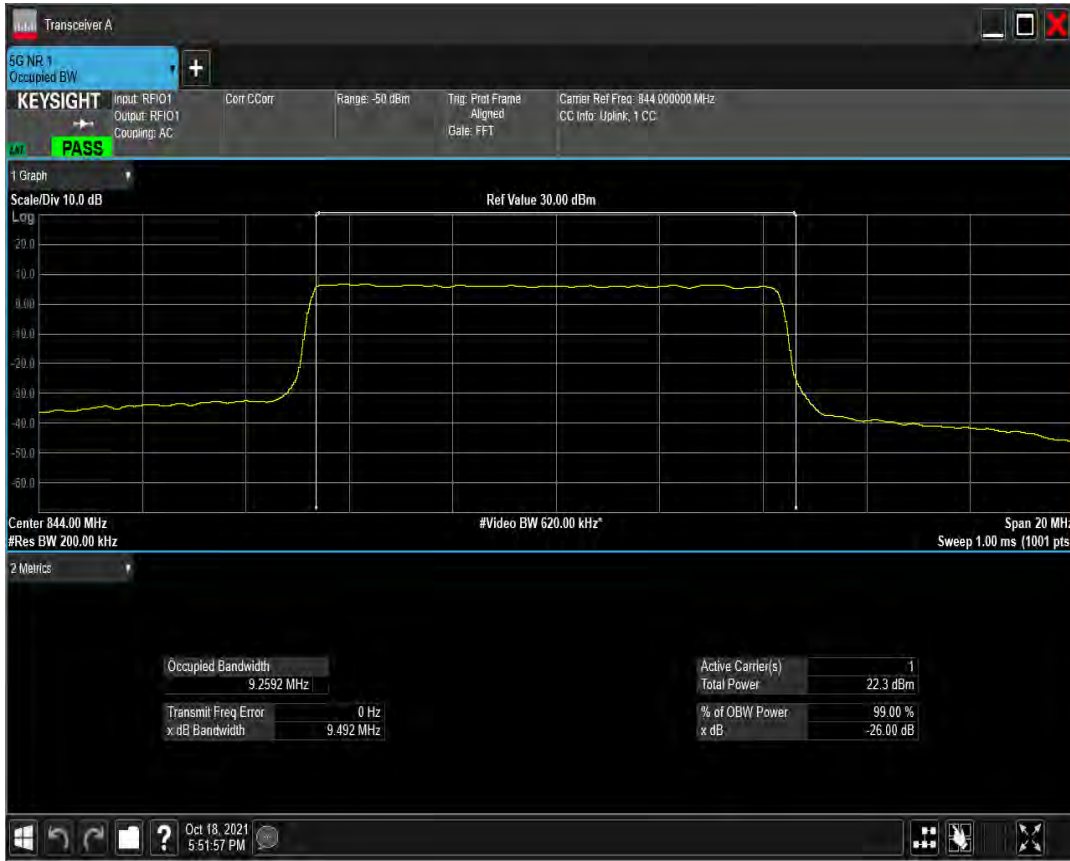 Transceiver A
5G NR 1
Occupied BW
+
KEYSIGHT
Input: RFIO1
Output: RFIO1
Coupling: AC
Corr CCorr
Range: -50 dBm
Trig: Prot Frame
Aligned
Gate: FFT
Carrier Ref Freq: 844.000000 MHz
CC Info: Uplink, 1 CC
PASS
1 Graph
Scale/Div 10.0 dB
Ref Value 30.00 dBm
Log
20.0
10.0
0.00
-10.0
-20.0
-30.0
-40.0
-50.0
-60.0
Center 844.00 MHz
#Video BW 620.00 kHz*
Span 20 MHz
#Res BW 200.00 kHz
Sweep 1.00 ms (1001 pts
2 Metrics
Occupied Bandwidth
9.2592 MHz
Transmit Freq Error 0 Hz
x dB Bandwidth 9.492 MHz
Active Carrier(s) 1
Total Power 22.3 dBm
% of OBW Power 99.00 %
x dB -26.00 dB
?
Oct 18, 2021
5:51:57 PM